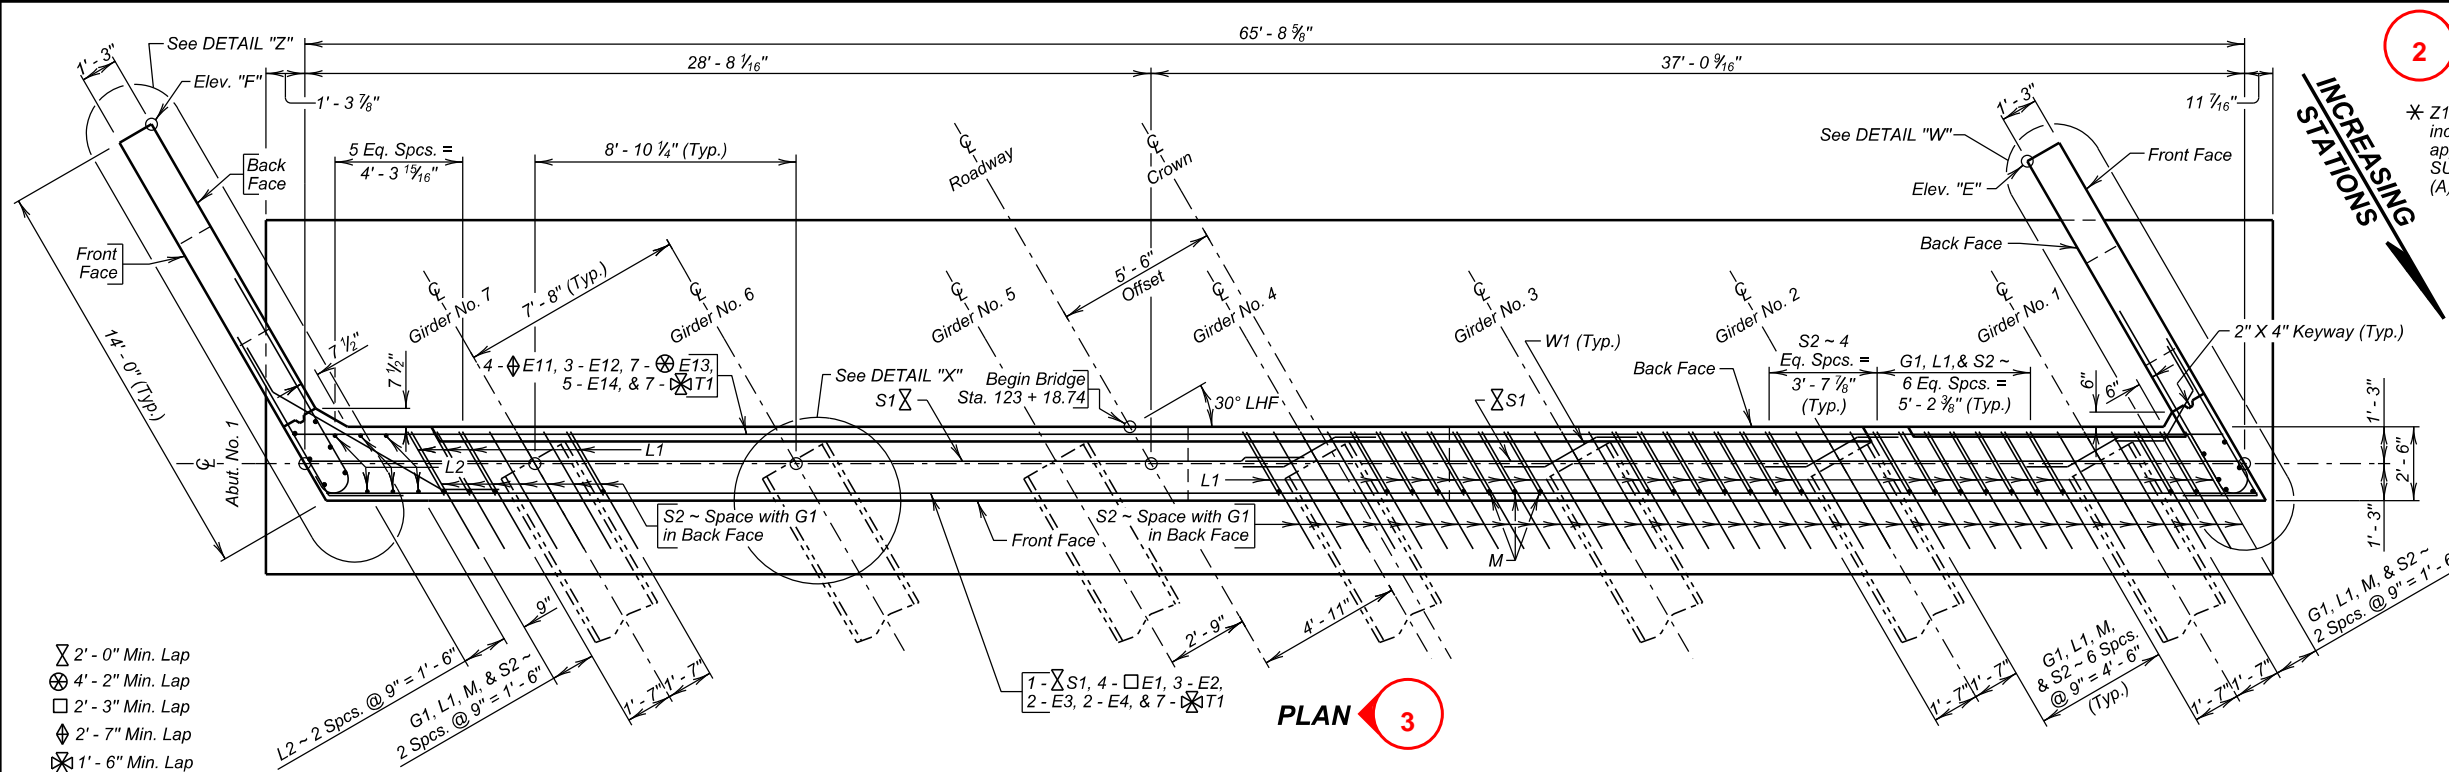 65' - 8 5/8"
28' - 8 1/16"
37' - 0 9/16"
1' - 3 7/8"
11 7/16"
2
1' - 3"
See DETAIL "Z"
Elev. "F"
Back
Face
Front
Face
14' - 0" (Typ.)
5 Eq. Spcs. =
4' - 3 15/16"
8' - 10 1/4" (Typ.)
7' - 8" (Typ.)
℄
Roadway
℄
Crown
5' - 6"
Offset
See DETAIL "W"
Elev. "E"
1' - 3"
Front Face
Back Face
INCREASING
STATIONS
Z1
SU
(A)
℄
Girder No. 7
℄
Girder No. 6
℄
Girder No. 5
℄
Girder No. 4
℄
Girder No. 3
℄
Girder No. 2
℄
Girder No. 1
7 1/2"
7 1/2"
4 - E11, 3 - E12, 7 - E13,
5 - E14, & 7 - T1
See DETAIL "X"
S1
Begin Bridge
Sta. 123 + 18.74
30° LHF
S1
W1 (Typ.)
Back Face
S2 ~ 4
Eq. Spcs. =
3' - 7 7/8"
(Typ.)
G1, L1, & S2 ~
6 Eq. Spcs. =
5' - 2 3/8" (Typ.)
6"
6"
2" X 4" Keyway (Typ.)
1' - 3"
2' - 6"
1' - 3"
℄
Abut. No. 1
L2
L1
L1
S2 ~ Space with G1
in Back Face
Front Face
S2 ~ Space with G1
in Back Face
M
9"
L2 ~ 2 Spcs. @ 9" = 1' - 6"
G1, L1, M, & S2 ~
2 Spcs. @ 9" = 1' - 6"
1' - 7"
1' - 7"
2' - 9"
4' - 11"
1 - S1, 4 - E1, 3 - E2,
2 - E3, 2 - E4, & 7 - T1
1' - 7"
1' - 7"
G1, L1, M,
& S2 ~ 6 Spcs.
@ 9" = 4' - 6"
(Typ.)
1' - 7"
1' - 7"
G1, L1, M, & S2 ~
2 Spcs. @ 9" = 1' - 6
2' - 0" Min. Lap
4' - 2" Min. Lap
2' - 3" Min. Lap
2' - 7" Min. Lap
1' - 6" Min. Lap
PLAN
3